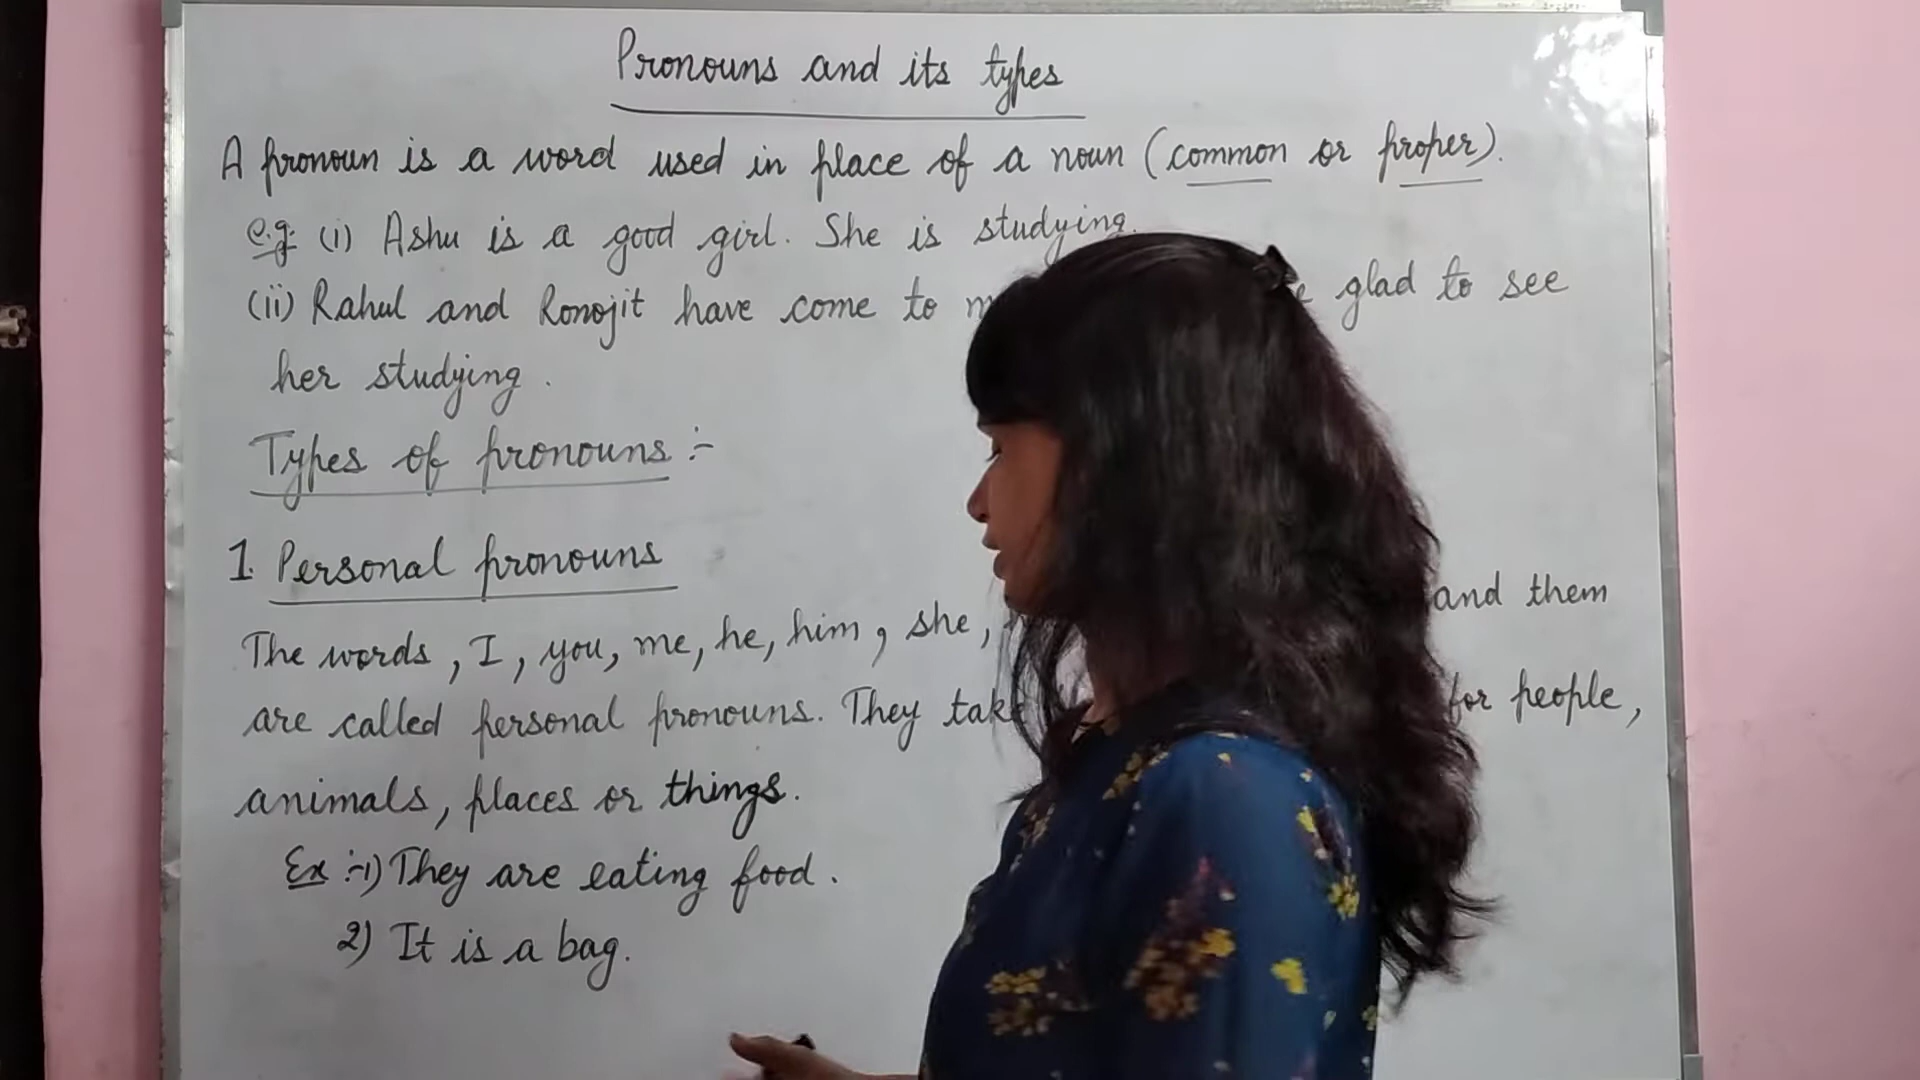 Pronouns and its types
A pronoun is a word used in place of a noun (common or proper).
e.g. (i) Ashu is a good girl. She is studying.
(ii) Rahul and Ronojit have come to glad to see
her studying.
Types of pronouns :-
1. Personal pronouns
The words, I, you, me, he, him, she, and them
are called personal pronouns. They take for people,
animals, places or things.
Ex :-1) They are eating food.
2) It is a bag.